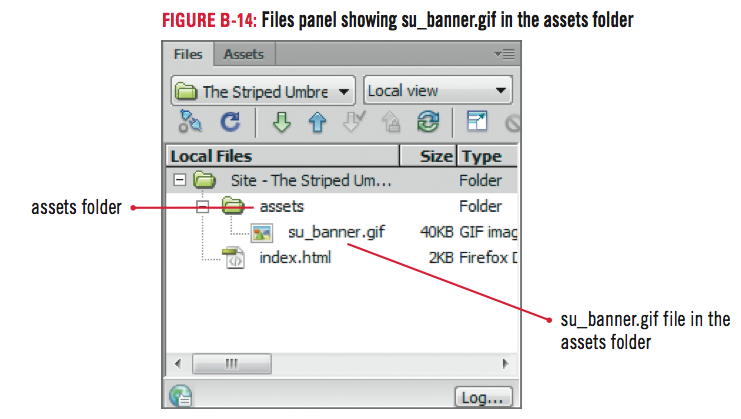 FIGURE B-14: Files panel showing su_banner.gif in the assets folder
Files Assets
The Striped Umbre Local view
Local Files Size Type
Site - The Striped Um... Folder
assets folder assets Folder
su_banner.gif 40KB GIF imag
index.html 2KB Firefox D
su_banner.gif file in the
assets folder
Log...